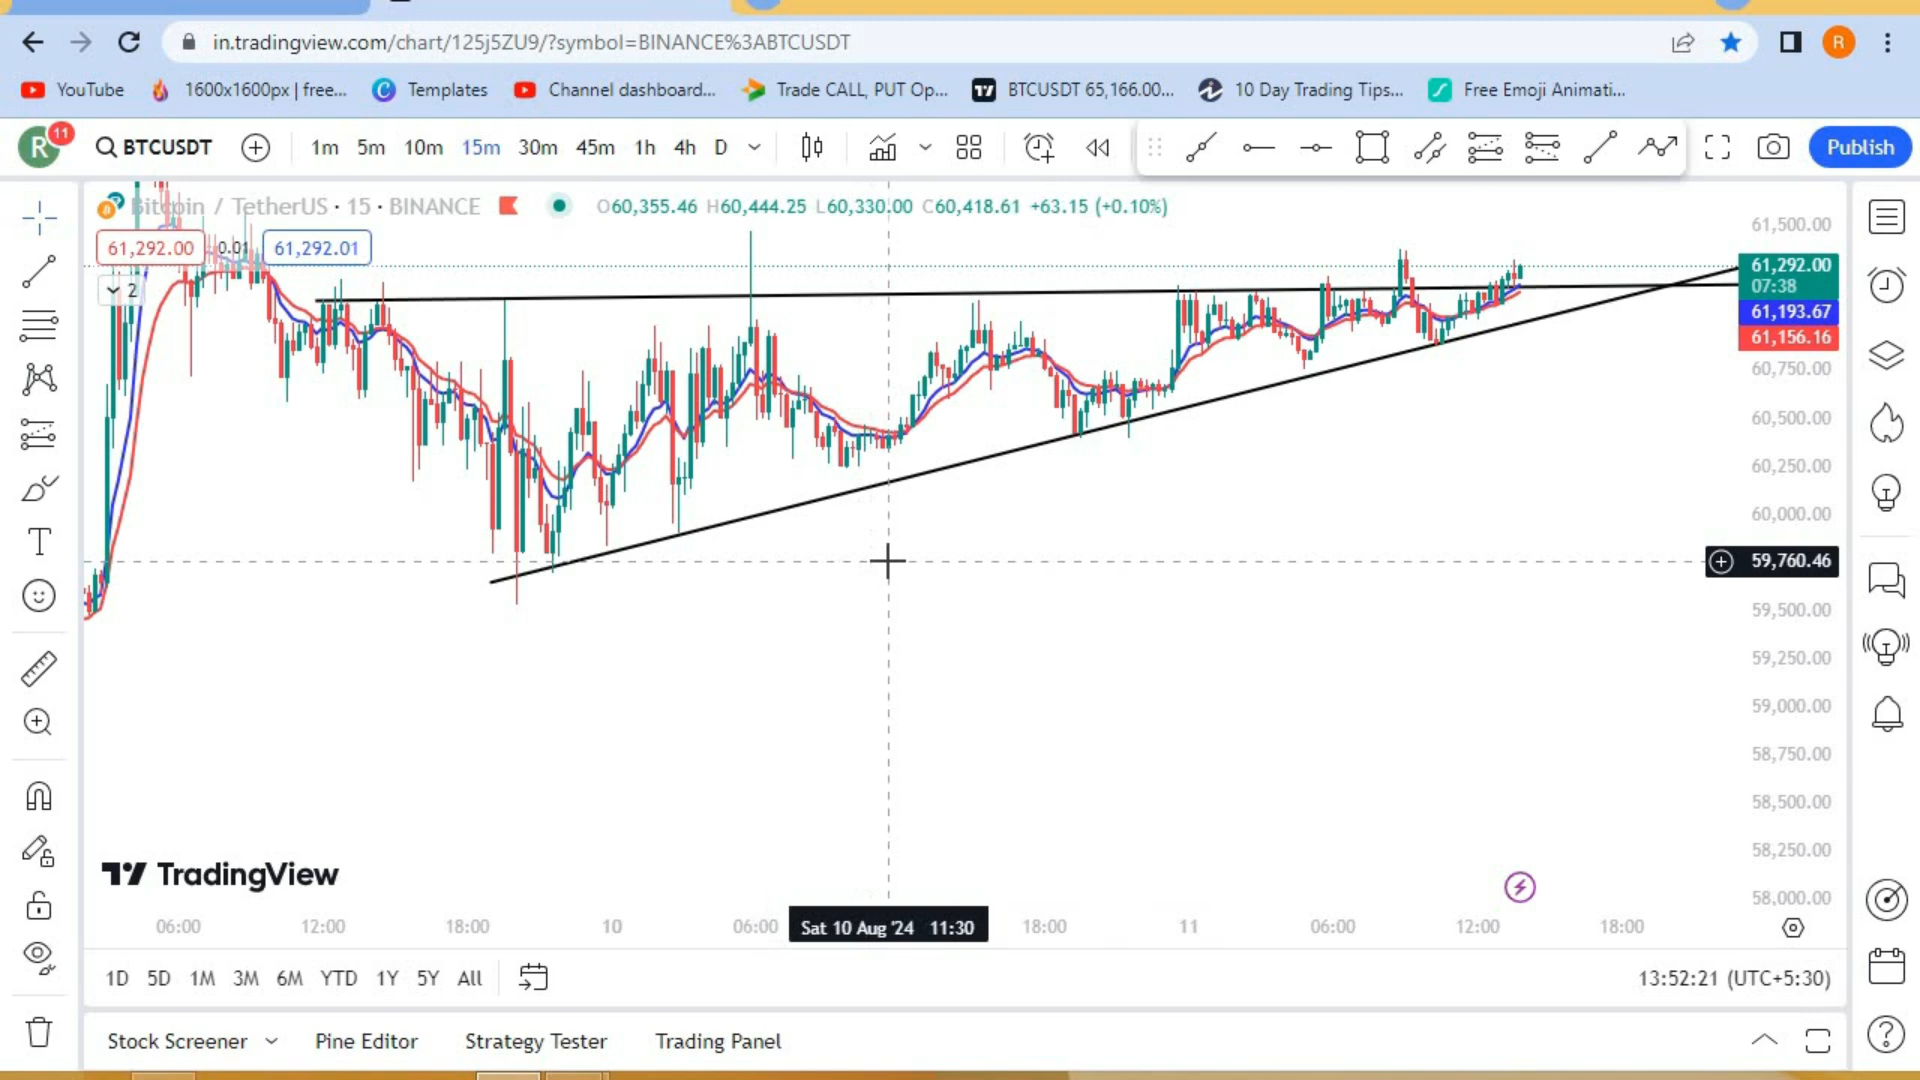 in.tradingview.com/chart/125j5ZU9/?symbol=BINANCE%3ABTCUSDT
R
YouTube
1600x1600px | free...
Templates
Channel dashboard...
Trade CALL, PUT Op...
BTCUSDT 65,166.00...
10 Day Trading Tips...
Free Emoji Animati...
R
11
BTCUSDT
1m 5m 10m 15m 30m 45m 1h 4h D
Publish
Bitcoin / TetherUS · 15 · BINANCE
O60,355.46 H60,444.25 L60,330.00 C60,418.61 +63.15 (+0.10%)
61,292.00 0.01 61,292.01
2
61,500.00
61,292.00
07:38
61,193.67
61,156.16
60,750.00
60,500.00
60,250.00
60,000.00
59,760.46
59,500.00
59,250.00
59,000.00
58,750.00
58,500.00
58,250.00
58,000.00
TradingView
06:00 12:00 18:00 10 06:00 Sat 10 Aug '24 11:30 18:00 11 06:00 12:00 18:00
1D 5D 1M 3M 6M YTD 1Y 5Y All
13:52:21 (UTC+5:30)
Stock Screener Pine Editor Strategy Tester Trading Panel